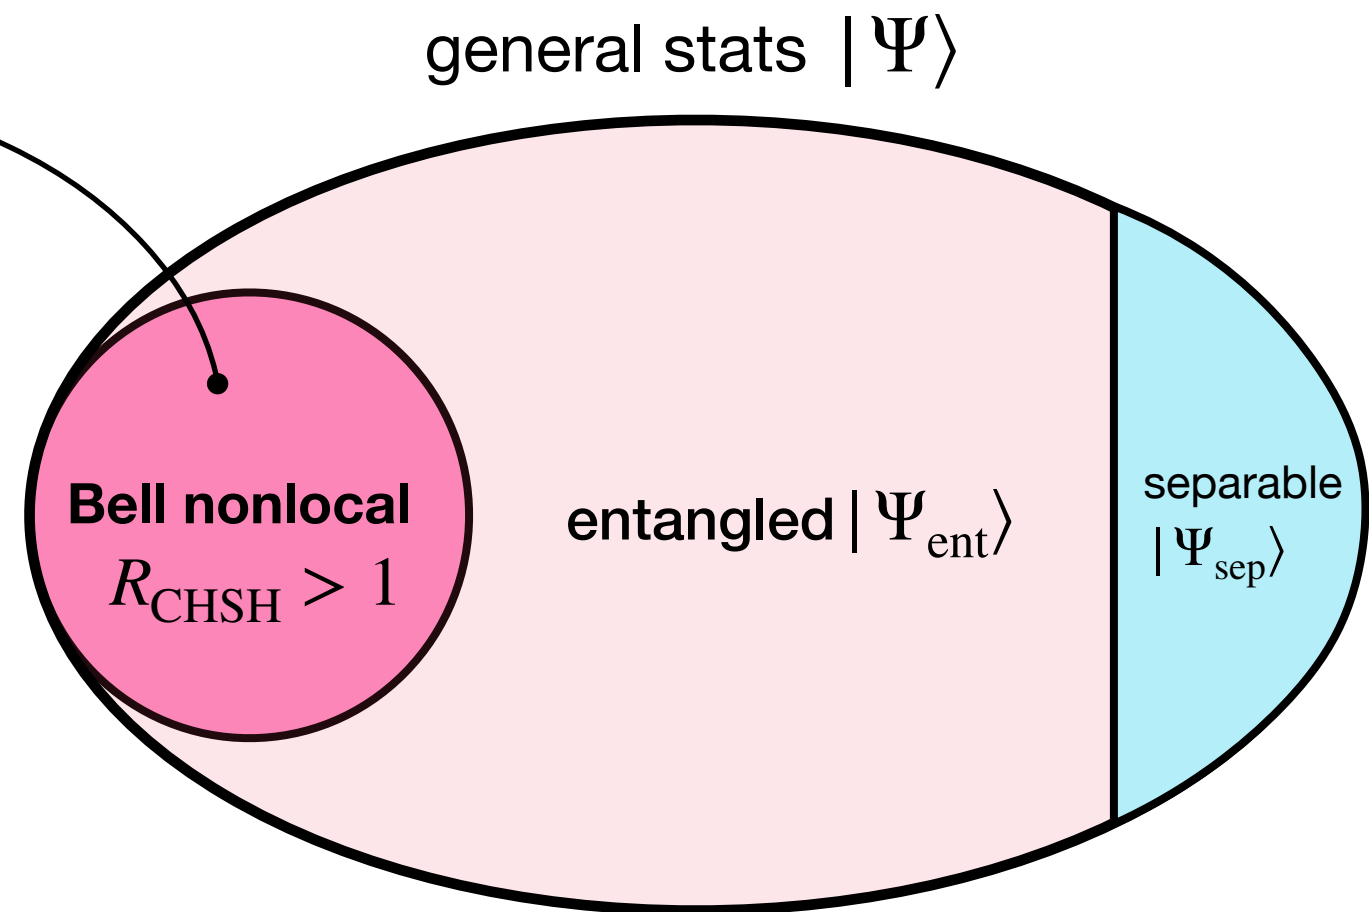 general stats |Ψ⟩
Bell nonlocal
R_CHSH > 1
entangled |Ψ_ent⟩
separable
|Ψ_sep⟩